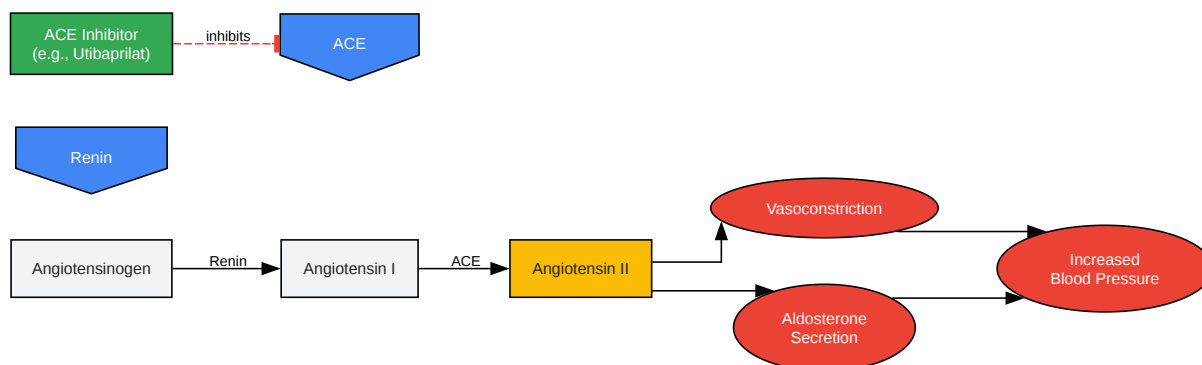 ACE Inhibitor
(e.g., Utibaprilat)
inhibits
ACE
Renin
Angiotensinogen
Renin
Angiotensin I
ACE
Angiotensin II
Vasoconstriction
Aldosterone
Secretion
Increased
Blood Pressure